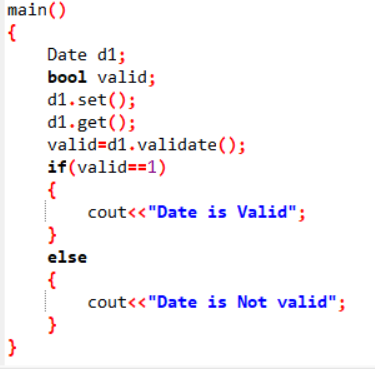 main()
{
    Date d1;
    bool valid;
    d1.set();
    d1.get();
    valid=d1.validate();
    if(valid==1)
    {
        cout<<"Date is Valid";
    }
    else
    {
        cout<<"Date is Not valid";
    }
}